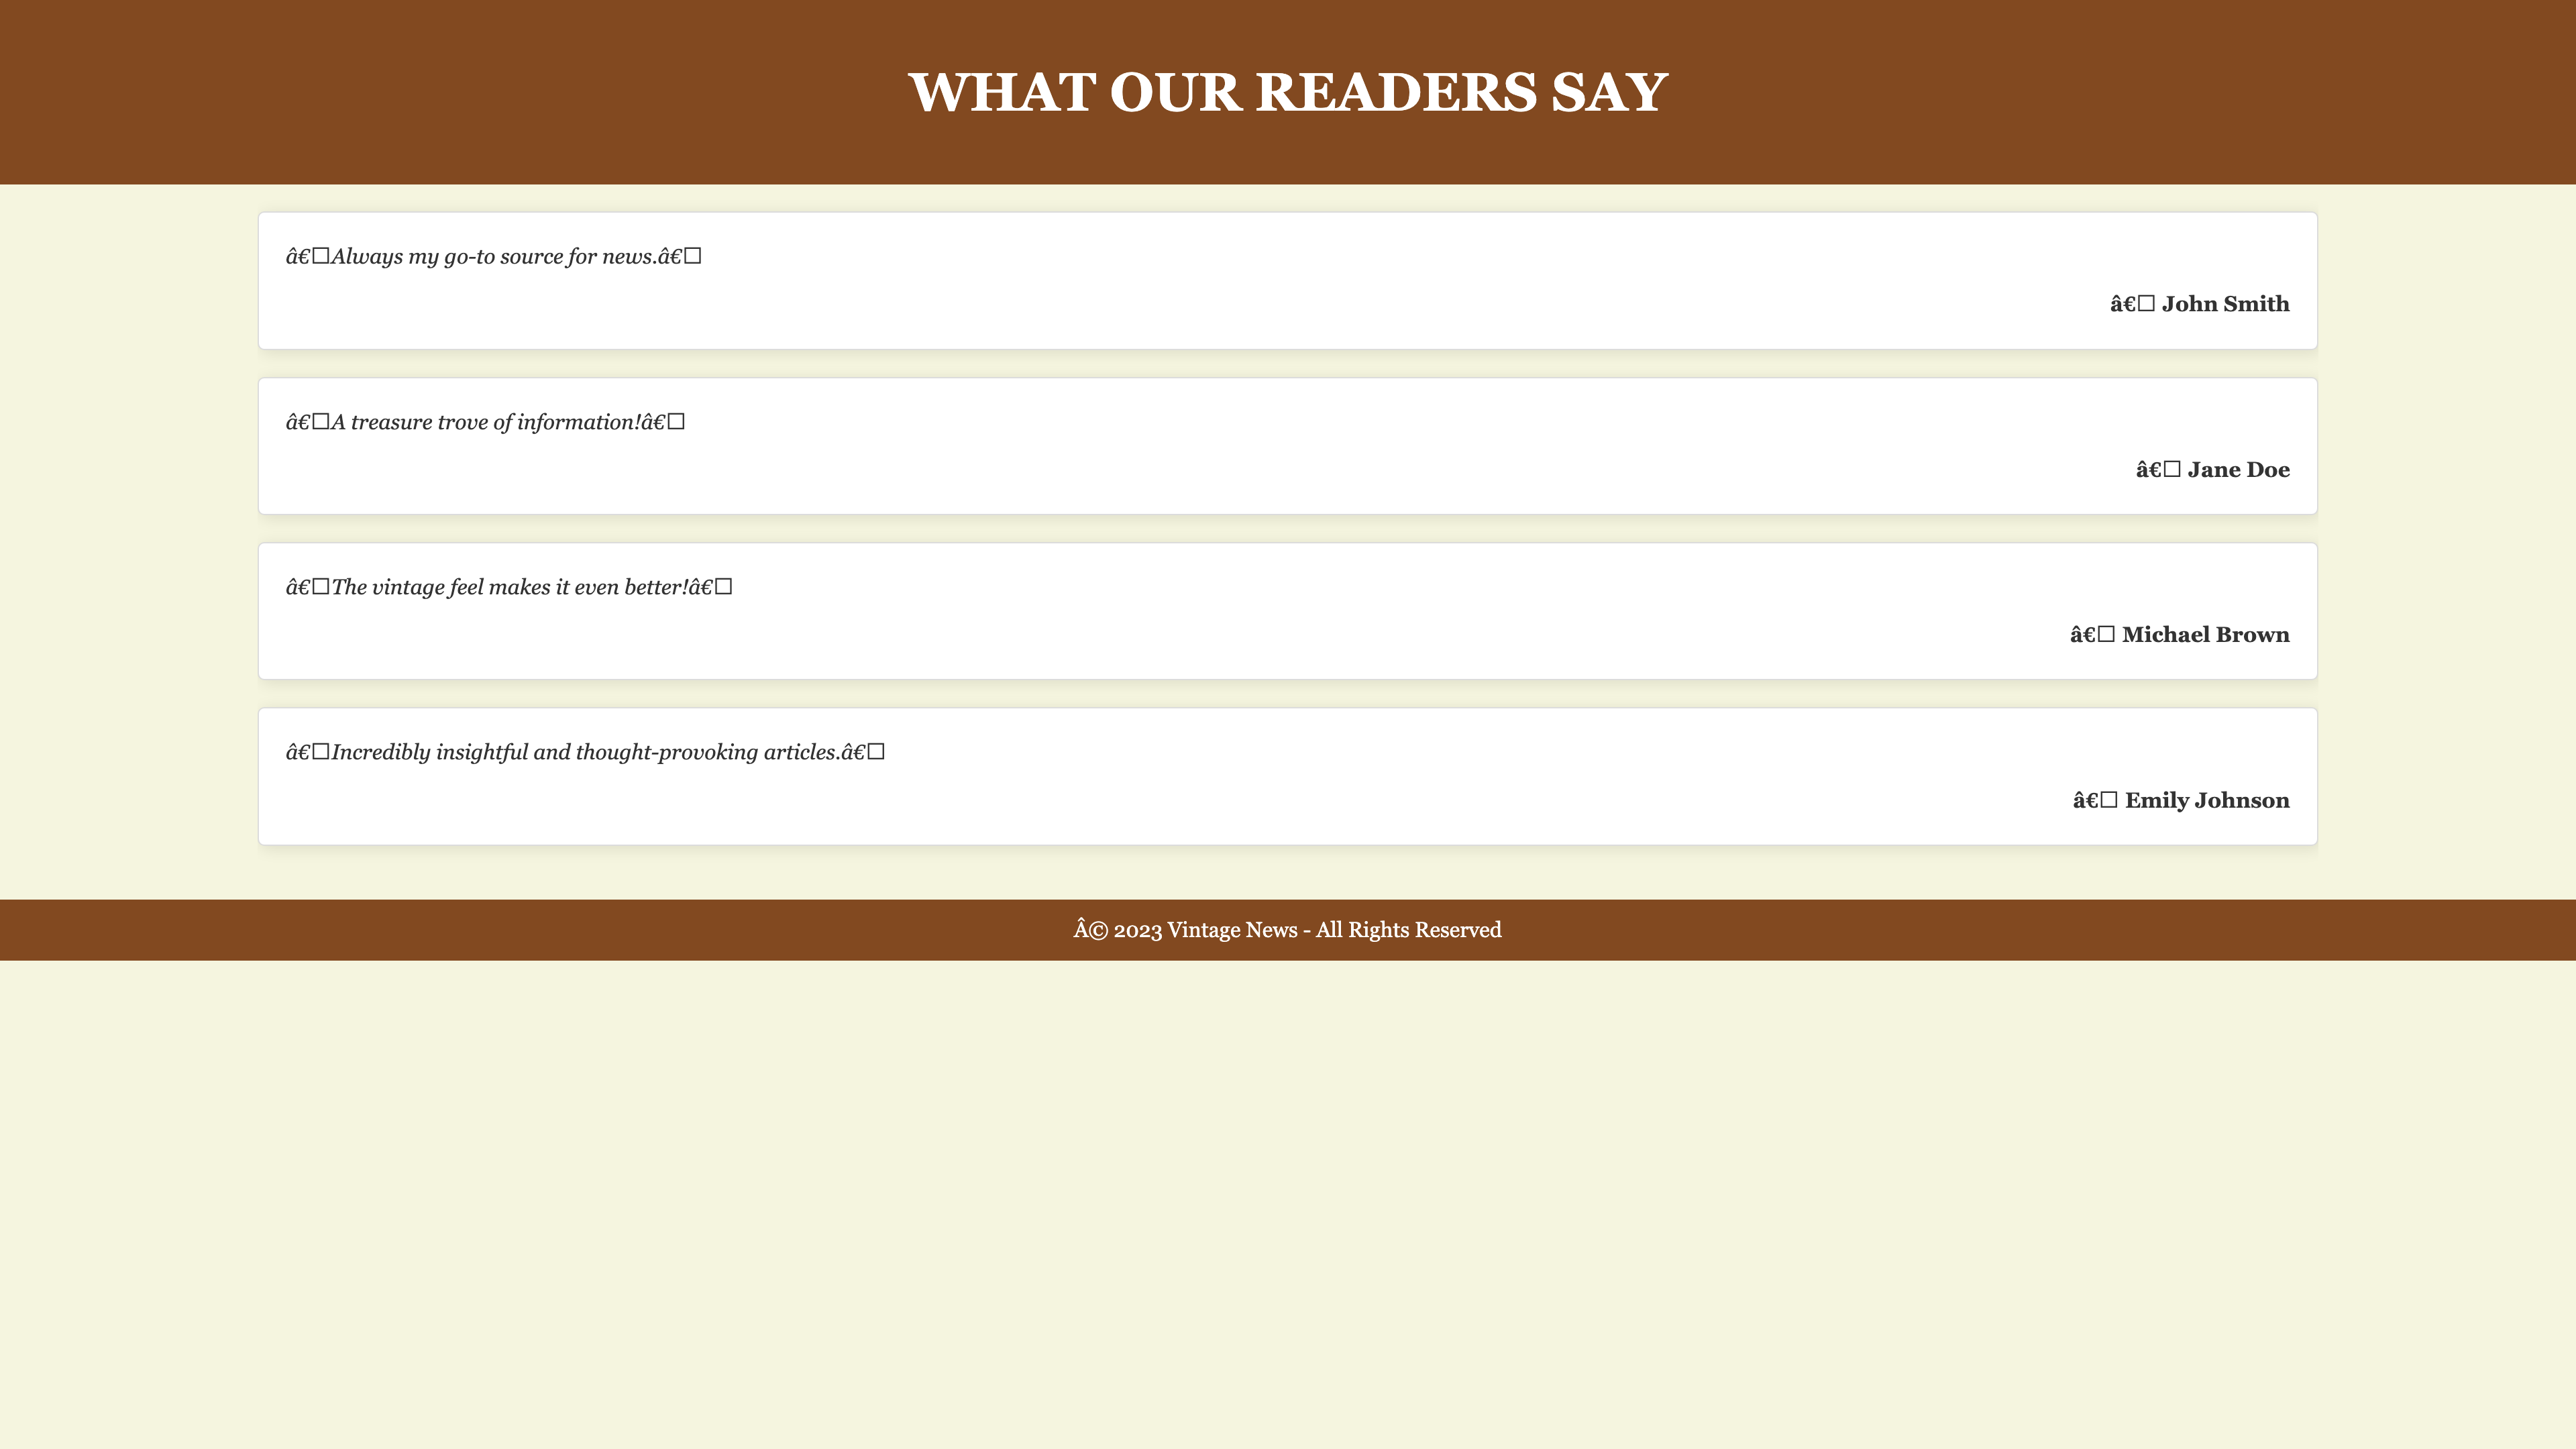 WHAT OUR READERS SAY
â€□Always my go-to source for news.â€□
â€□ John Smith
â€□A treasure trove of information!â€□
â€□ Jane Doe
â€□The vintage feel makes it even better!â€□
â€□ Michael Brown
â€□Incredibly insightful and thought-provoking articles.â€□
â€□ Emily Johnson
Â© 2023 Vintage News - All Rights Reserved